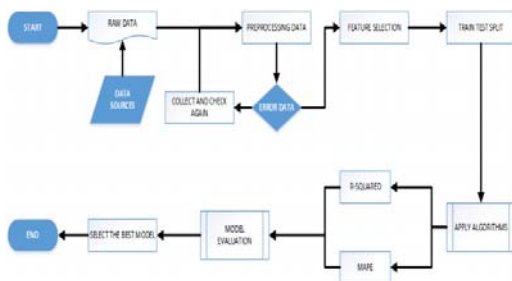 START
RAW DATA
PREPROCESSING DATA
FEATURE SELECTION
TRAIN TEST SPLIT
DATA
SOURCES
COLLECT AND CHECK
AGAIN
ERROR DATA
R-SQUARED
END
SELECT THE BEST MODEL
MODEL
EVALUATION
APPLY ALGORITHMS
MAPE